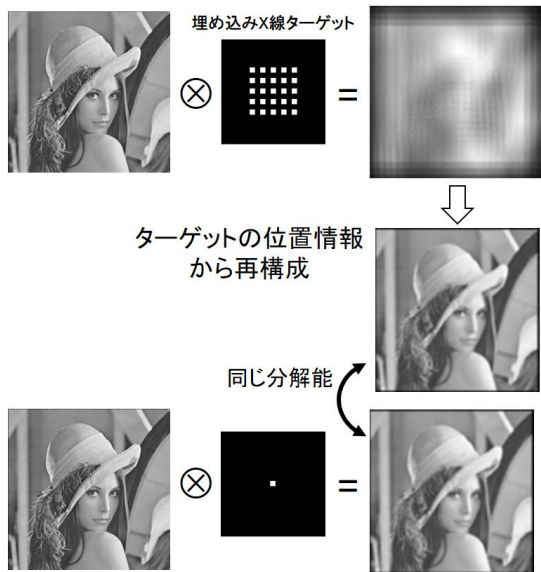 埋め込みX線ターゲット
⊗
=
ターゲットの位置情報
から再構成
同じ分解能
⊗
=